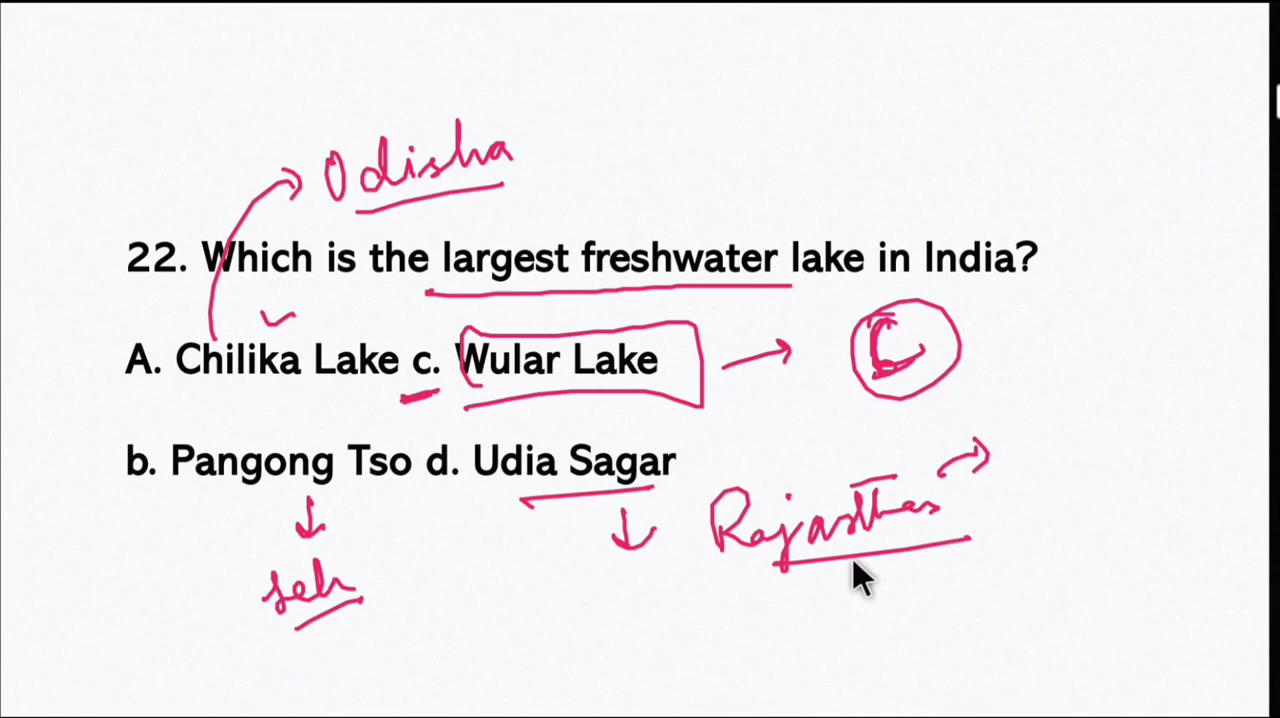 Odisha
22. Which is the largest freshwater lake in India?
A. Chilika Lake c. Wular Lake
C
b. Pangong Tso d. Udia Sagar
Rajasthan
Leh